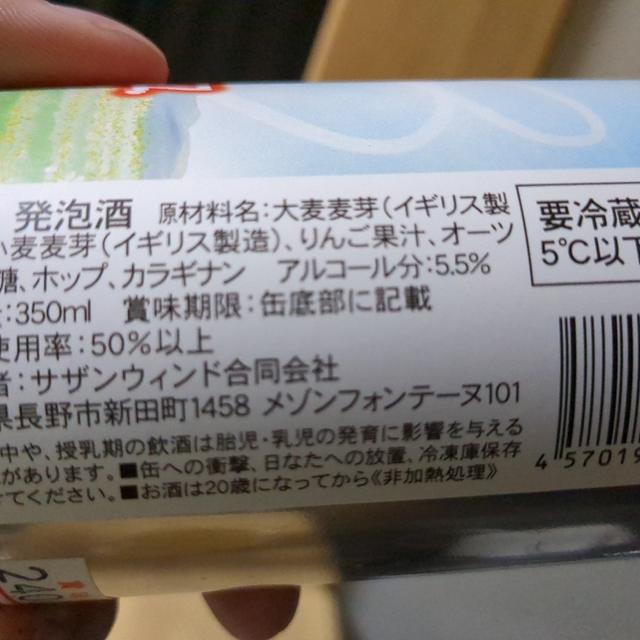 発泡酒 原材料名:大麦麦芽(イギリス製
小麦麦芽(イギリス製造)、りんご果汁、オーツ
糖、ホップ、カラギナン アルコール分:5.5%
:350ml 賞味期限:缶底部に記載
使用率:50%以上
者:サザンウィンド合同会社
県長野市新田町1458 メゾンフォンテーヌ101
中や、授乳期の飲酒は胎児・乳児の発育に影響を与える
があります。■缶への衝撃、日なたへの放置、冷凍庫保存
てください。■お酒は20歳になってから《非加熱処理》
要冷蔵
5℃以下
4 57019
24